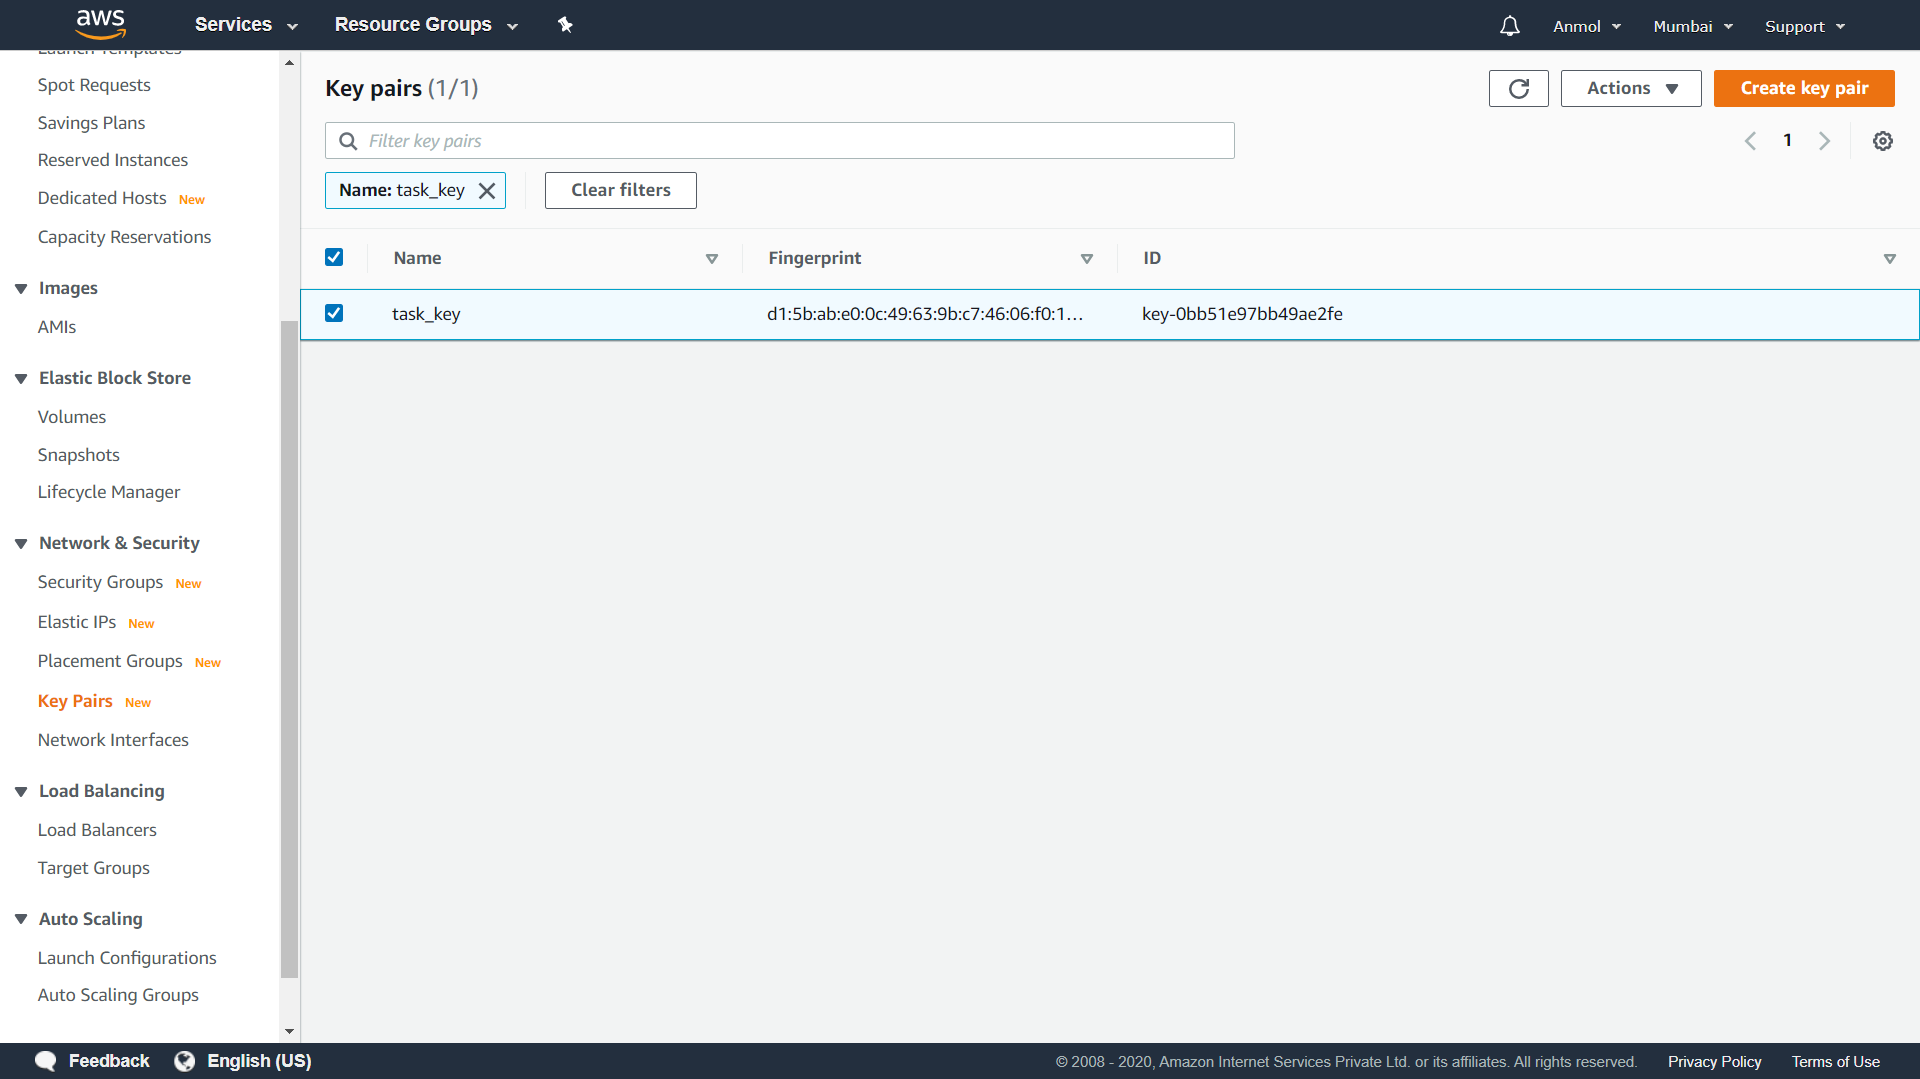 aws Services Resource Groups Anmol Mumbai Support
Launch Templates
Spot Requests
Savings Plans
Reserved Instances
Dedicated Hosts New
Capacity Reservations
Images
AMIs
Elastic Block Store
Volumes
Snapshots
Lifecycle Manager
Network & Security
Security Groups New
Elastic IPs New
Placement Groups New
Key Pairs New
Network Interfaces
Load Balancing
Load Balancers
Target Groups
Auto Scaling
Launch Configurations
Auto Scaling Groups
Key pairs (1/1) Actions Create key pair
Filter key pairs 1
Name: task_key Clear filters
Name Fingerprint ID
task_key d1:5b:ab:e0:0c:49:63:9b:c7:46:06:f0:1... key-0bb51e97bb49ae2fe
Feedback English (US) © 2008 - 2020, Amazon Internet Services Private Ltd. or its affiliates. All rights reserved. Privacy Policy Terms of Use